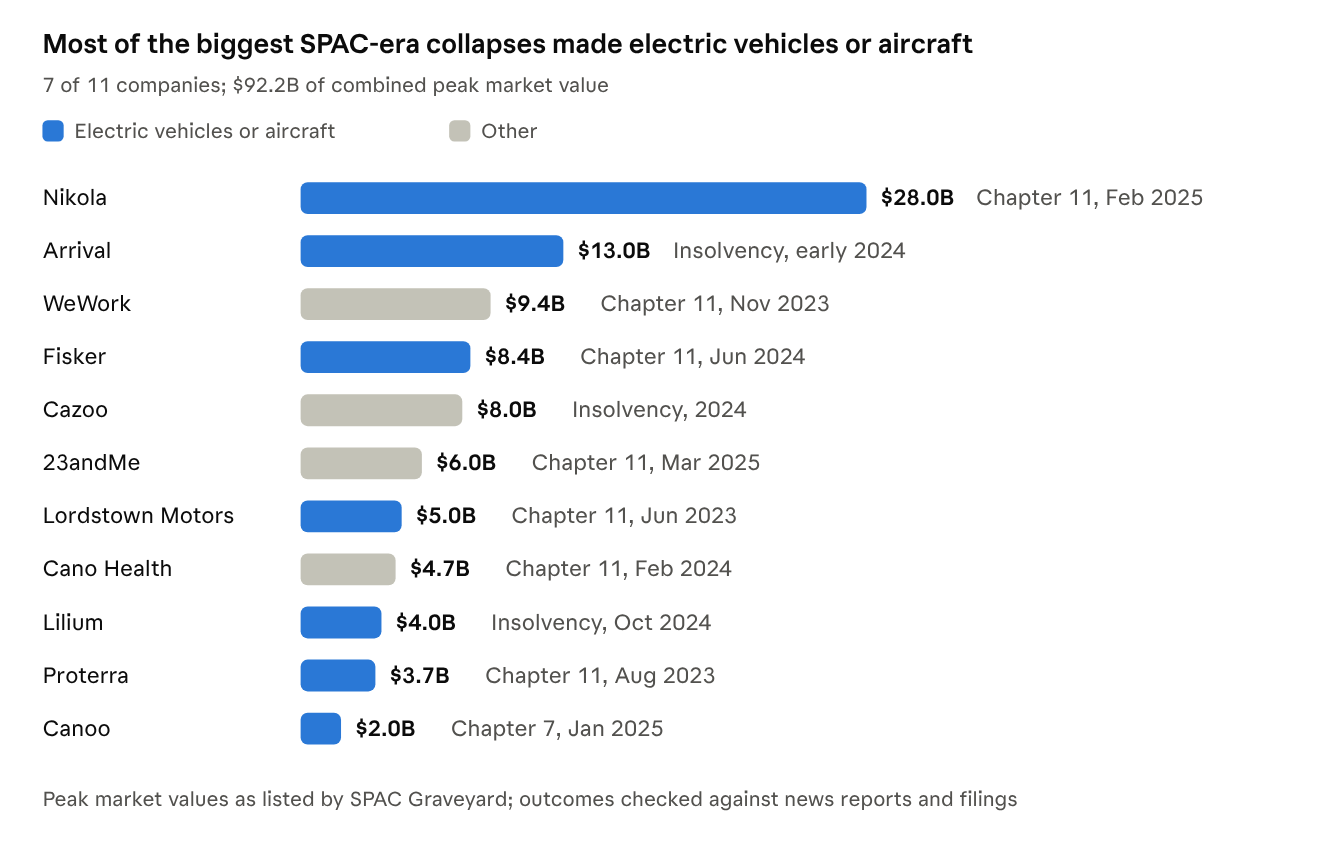 Most of the biggest SPAC-era collapses made electric vehicles or aircraft
7 of 11 companies; $92.2B of combined peak market value
Electric vehicles or aircraft Other
Nikola $28.0B Chapter 11, Feb 2025
Arrival $13.0B Insolvency, early 2024
WeWork $9.4B Chapter 11, Nov 2023
Fisker $8.4B Chapter 11, Jun 2024
Cazoo $8.0B Insolvency, 2024
23andMe $6.0B Chapter 11, Mar 2025
Lordstown Motors $5.0B Chapter 11, Jun 2023
Cano Health $4.7B Chapter 11, Feb 2024
Lilium $4.0B Insolvency, Oct 2024
Proterra $3.7B Chapter 11, Aug 2023
Canoo $2.0B Chapter 7, Jan 2025
Peak market values as listed by SPAC Graveyard; outcomes checked against news reports and filings